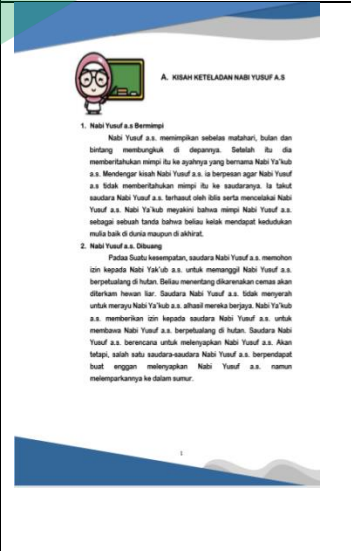 A. KISAH KETELADAN NABI YUSUF A.S
1. Nabi Yusuf a.s Bermimpi
Nabi Yusuf a.s. memimpikan sebelas matahari, bulan dan
bintang membungkuk di depannya. Setelah itu dia
memberitahukan mimpi itu ke ayahnya yang bernama Nabi Ya'kub
a.s. Mendengar kisah Nabi Yusuf a.s. ia berpesan agar Nabi Yusuf
a.s tidak memberitahukan mimpi itu ke saudaranya. Ia takut
saudara Nabi Yusuf a.s. terhasut oleh iblis serta mencelakai Nabi
Yusuf a.s. Nabi Ya'kub meyakini bahwa mimpi Nabi Yusuf a.s.
sebagai sebuah tanda bahwa beliau kelak mendapat kedudukan
mulia baik di dunia maupun di akhirat.
2. Nabi Yusuf a.s. Dibuang
Padaa Suatu kesempatan, saudara Nabi Yusuf a.s. memohon
izin kepada Nabi Yak'ub a.s. untuk memanggil Nabi Yusuf a.s.
berpetualang di hutan. Beliau menentang dikarenakan cemas akan
diterkam hewan liar. Saudara Nabi Yusuf a.s. tidak menyerah
untuk merayu Nabi Ya'kub a.s. alhasil mereka berjaya. Nabi Ya'kub
a.s. memberikan izin kepada saudara Nabi Yusuf a.s. untuk
membawa Nabi Yusuf a.s. berpetualang di hutan. Saudara Nabi
Yusuf a.s. berencana untuk melenyapkan Nabi Yusuf a.s. Akan
tetapi, salah satu saudara-saudara Nabi Yusuf a.s. berpendapat
buat enggan melenyapkan Nabi Yusuf a.s. namun
melemparkannya ke dalam sumur.
1